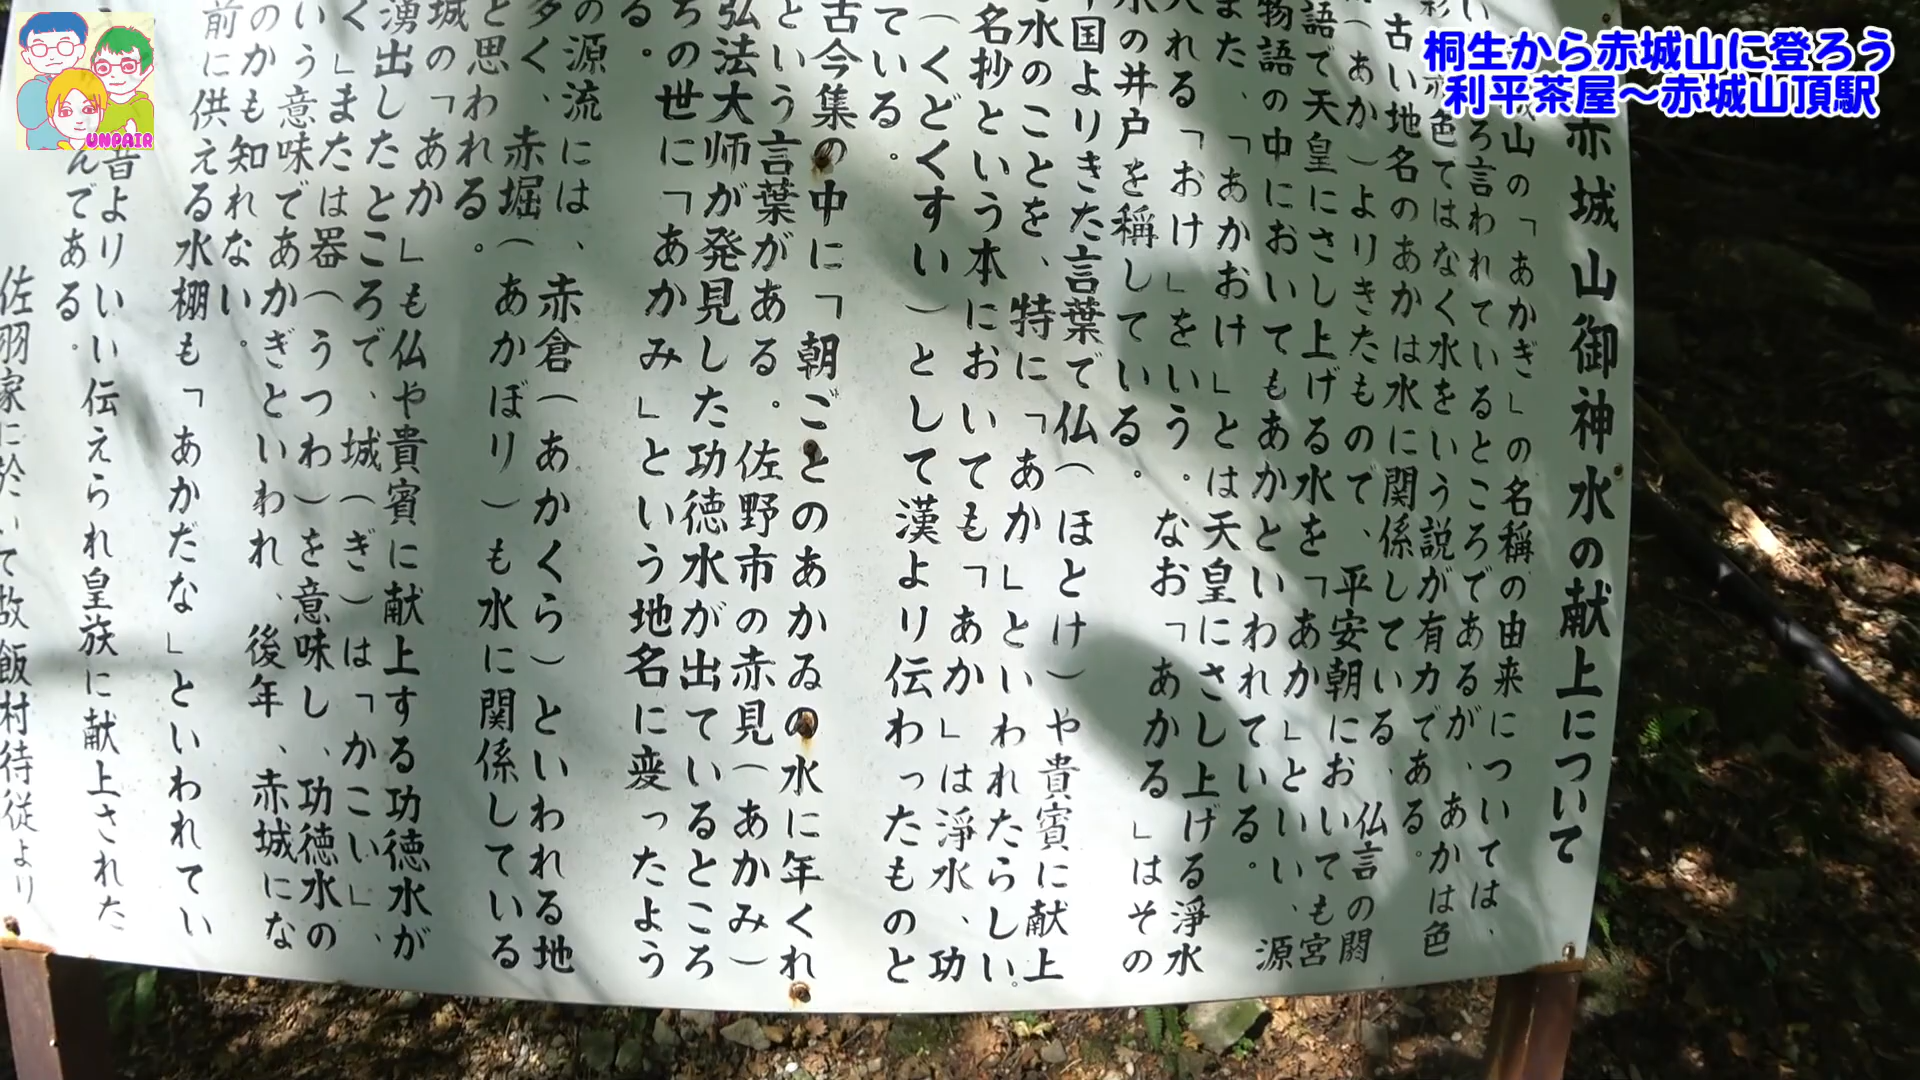 桐生から赤城山に登ろう
利平茶屋～赤城山頂駅
UNPAIR
赤城山御神水の献上について
城山の「あかぎ」の名稱の由来については、
ろ言われているところであるが、あかは色
色ではなく水をいう説が有力である。
古い地名のあかは水に関係している、仏言の閼
(あか)よりきたもので、平安朝においても宮
語で天皇にさし上げる水を「あか」といい、源
物語の中においてもあかといわれている。
また、「あかおけ」とは天皇にさし上げる浄水
入れる「おけ」をいう。なお「あかる」はその
水の井戸を稱している。
国よりきた言葉で仏(ほとけ)や貴賓に献上
水のことを、特に「あか」といわれたらしい。
名抄という本においても「あか」は浄水、功
(くどくすい)として漢より伝わったものと
ている。
古今集の中に「朝ごとのあかゐの水に年くれ
という言葉がある。佐野市の赤見(あかみ)
弘法大师が発見した功徳水が出ているところ
ちの世に「あかみ」という地名に変ったよう
る。
の源流には、赤倉(あかくら)といわれる地
多く、赤堀(あかぼり)も水に関係している
と思われる。
城の「あか」も仏や貴賓に献上する功徳水が
湧出したところで、城(ぎ)は「かこい」、
く」または器(うつわ)を意味し、功徳水の
いう意味であかぎといわれ、後年、赤城にな
のかも知れない。
前に供える水棚も「あかだな」といわれてい
昔よりいい伝えられ皇族に献上された
んである。
佐羽家に於いて故飯村待従より